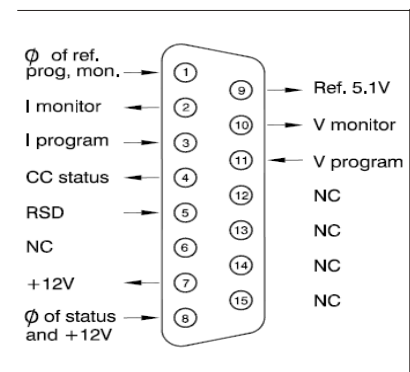 Ø of ref.
prog, mon.
I monitor
I program
CC status
RSD
NC
+12V
Ø of status
and +12V
1
2
3
4
5
6
7
8
9
10
11
12
13
14
15
Ref. 5.1V
V monitor
V program
NC
NC
NC
NC